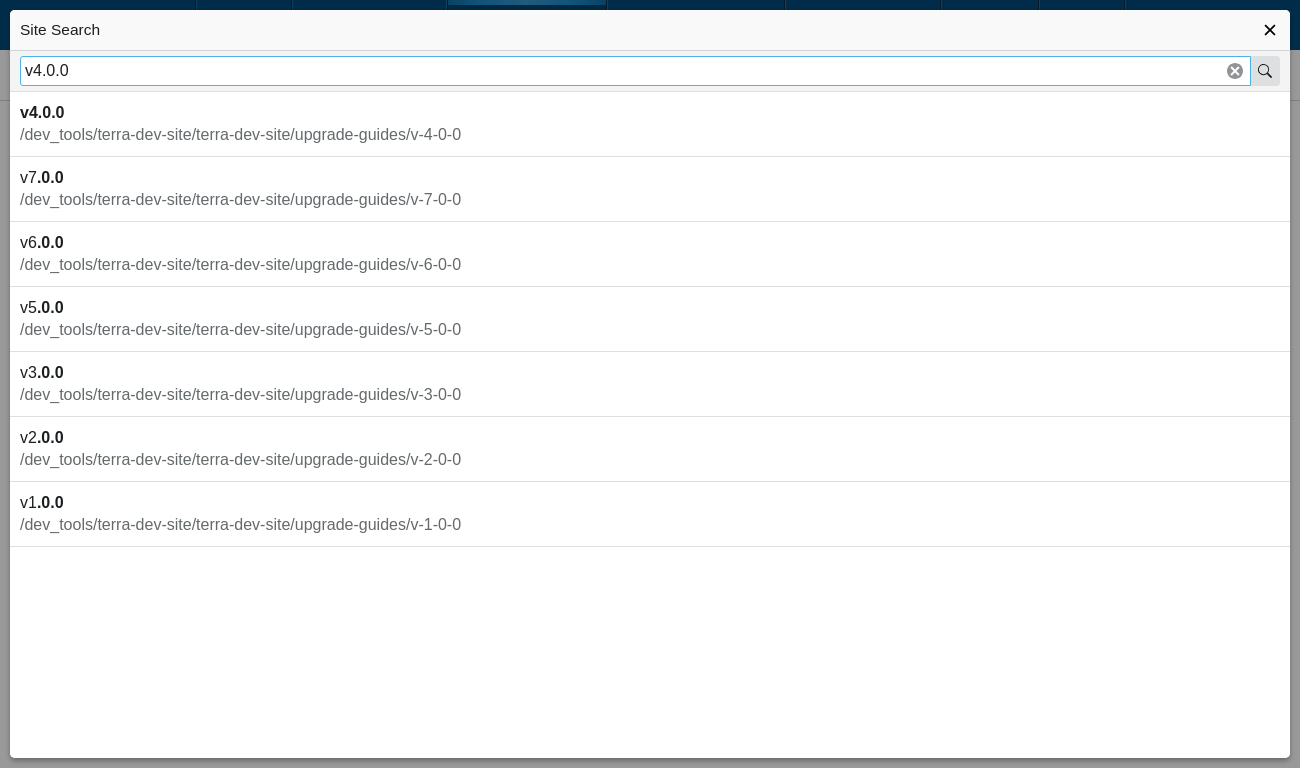 Site Search
v4.0.0
v4.0.0
/dev_tools/terra-dev-site/terra-dev-site/upgrade-guides/v-4-0-0
v7.0.0
/dev_tools/terra-dev-site/terra-dev-site/upgrade-guides/v-7-0-0
v6.0.0
/dev_tools/terra-dev-site/terra-dev-site/upgrade-guides/v-6-0-0
v5.0.0
/dev_tools/terra-dev-site/terra-dev-site/upgrade-guides/v-5-0-0
v3.0.0
/dev_tools/terra-dev-site/terra-dev-site/upgrade-guides/v-3-0-0
v2.0.0
/dev_tools/terra-dev-site/terra-dev-site/upgrade-guides/v-2-0-0
v1.0.0
/dev_tools/terra-dev-site/terra-dev-site/upgrade-guides/v-1-0-0